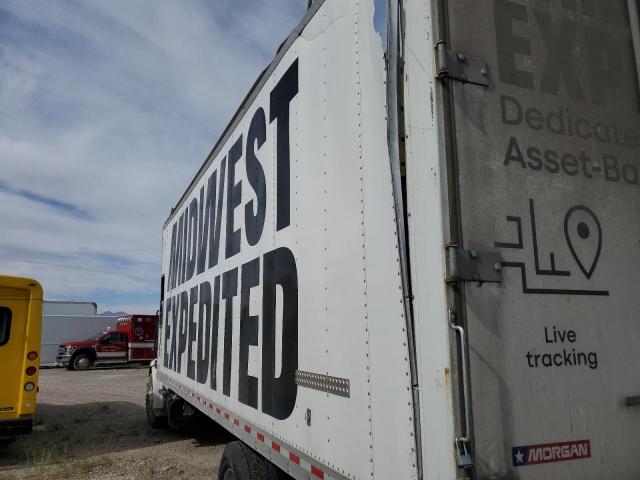 MIDWEST
EXPEDITED
EXP
Dedicate
Asset-Ba
Live
tracking
MORGAN